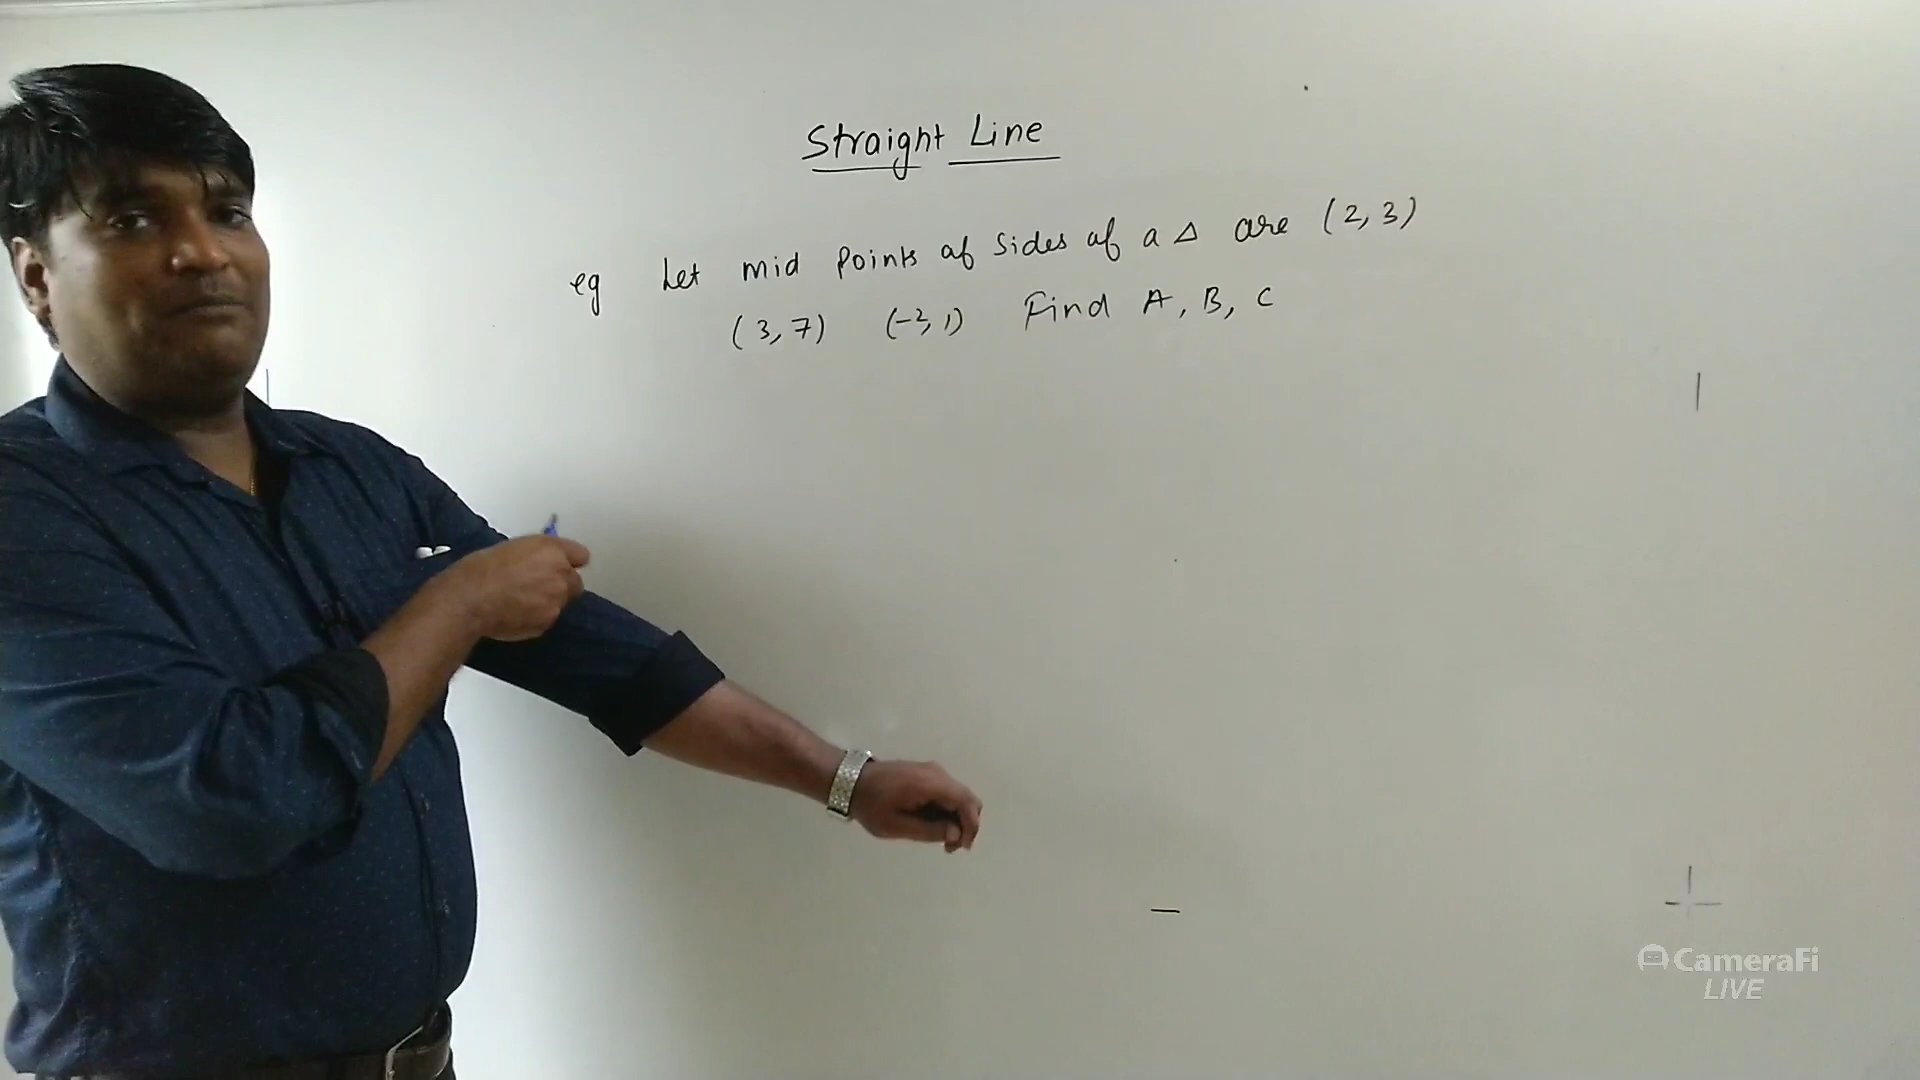 Straight Line
eg Let mid points of sides of a Δ are (2, 3)
(3, 7) (-2, 1) Find A, B, C
CameraFi
LIVE